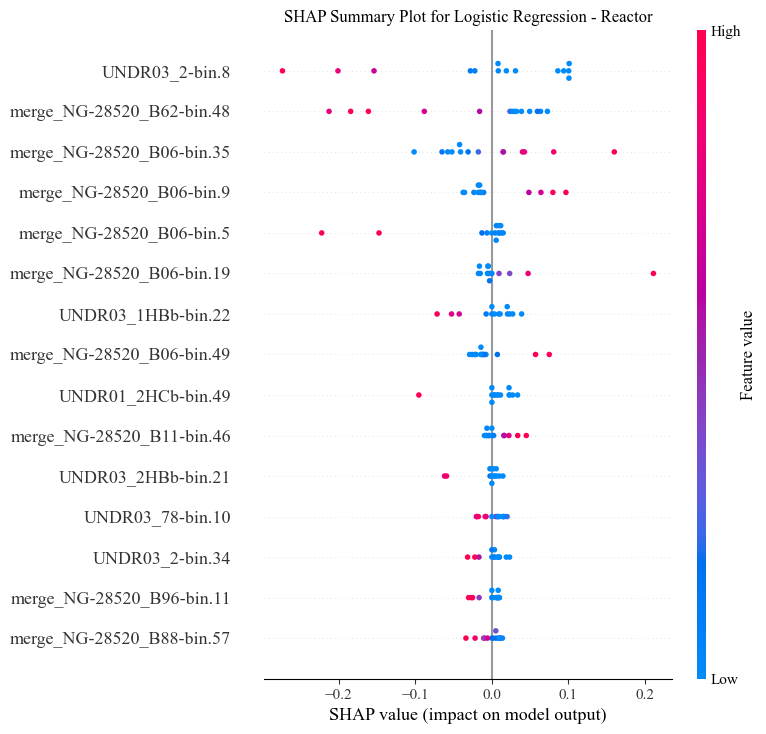 SHAP Summary Plot for Logistic Regression - Reactor
High
UNDR03_2-bin.8
merge_NG-28520_B62-bin.48
merge_NG-28520_B06-bin.35
merge_NG-28520_B06-bin.9
merge_NG-28520_B06-bin.5
merge_NG-28520_B06-bin.19
UNDR03_1HBb-bin.22
merge_NG-28520_B06-bin.49
UNDR01_2HCb-bin.49
merge_NG-28520_B11-bin.46
UNDR03_2HBb-bin.21
UNDR03_78-bin.10
UNDR03_2-bin.34
merge_NG-28520_B96-bin.11
merge_NG-28520_B88-bin.57
Feature value
Low
−0.2 −0.1 0.0 0.1 0.2
SHAP value (impact on model output)